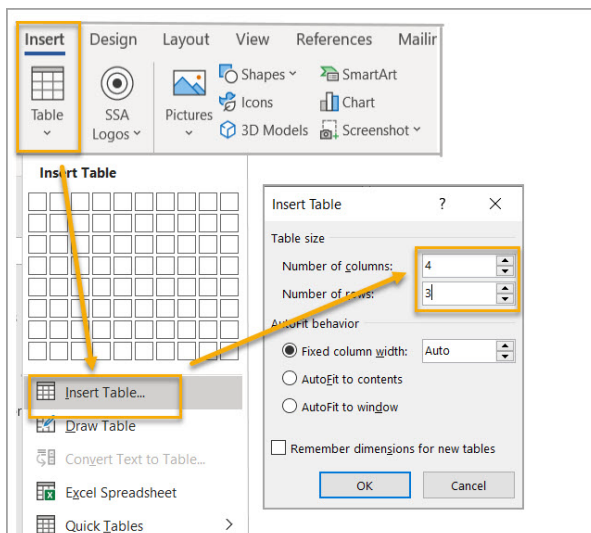 Insert Design Layout View References Mailir
Shapes SmartArt
Icons Chart
Table SSA Logos Pictures 3D Models Screenshot
Insert Table
Insert Table...
Draw Table
Convert Text to Table...
Excel Spreadsheet
Quick Tables >
Insert Table ? X
Table size
Number of columns: 4
Number of rows: 3
AutoFit behavior
Fixed column width: Auto
AutoFit to contents
AutoFit to window
Remember dimensions for new tables
OK Cancel